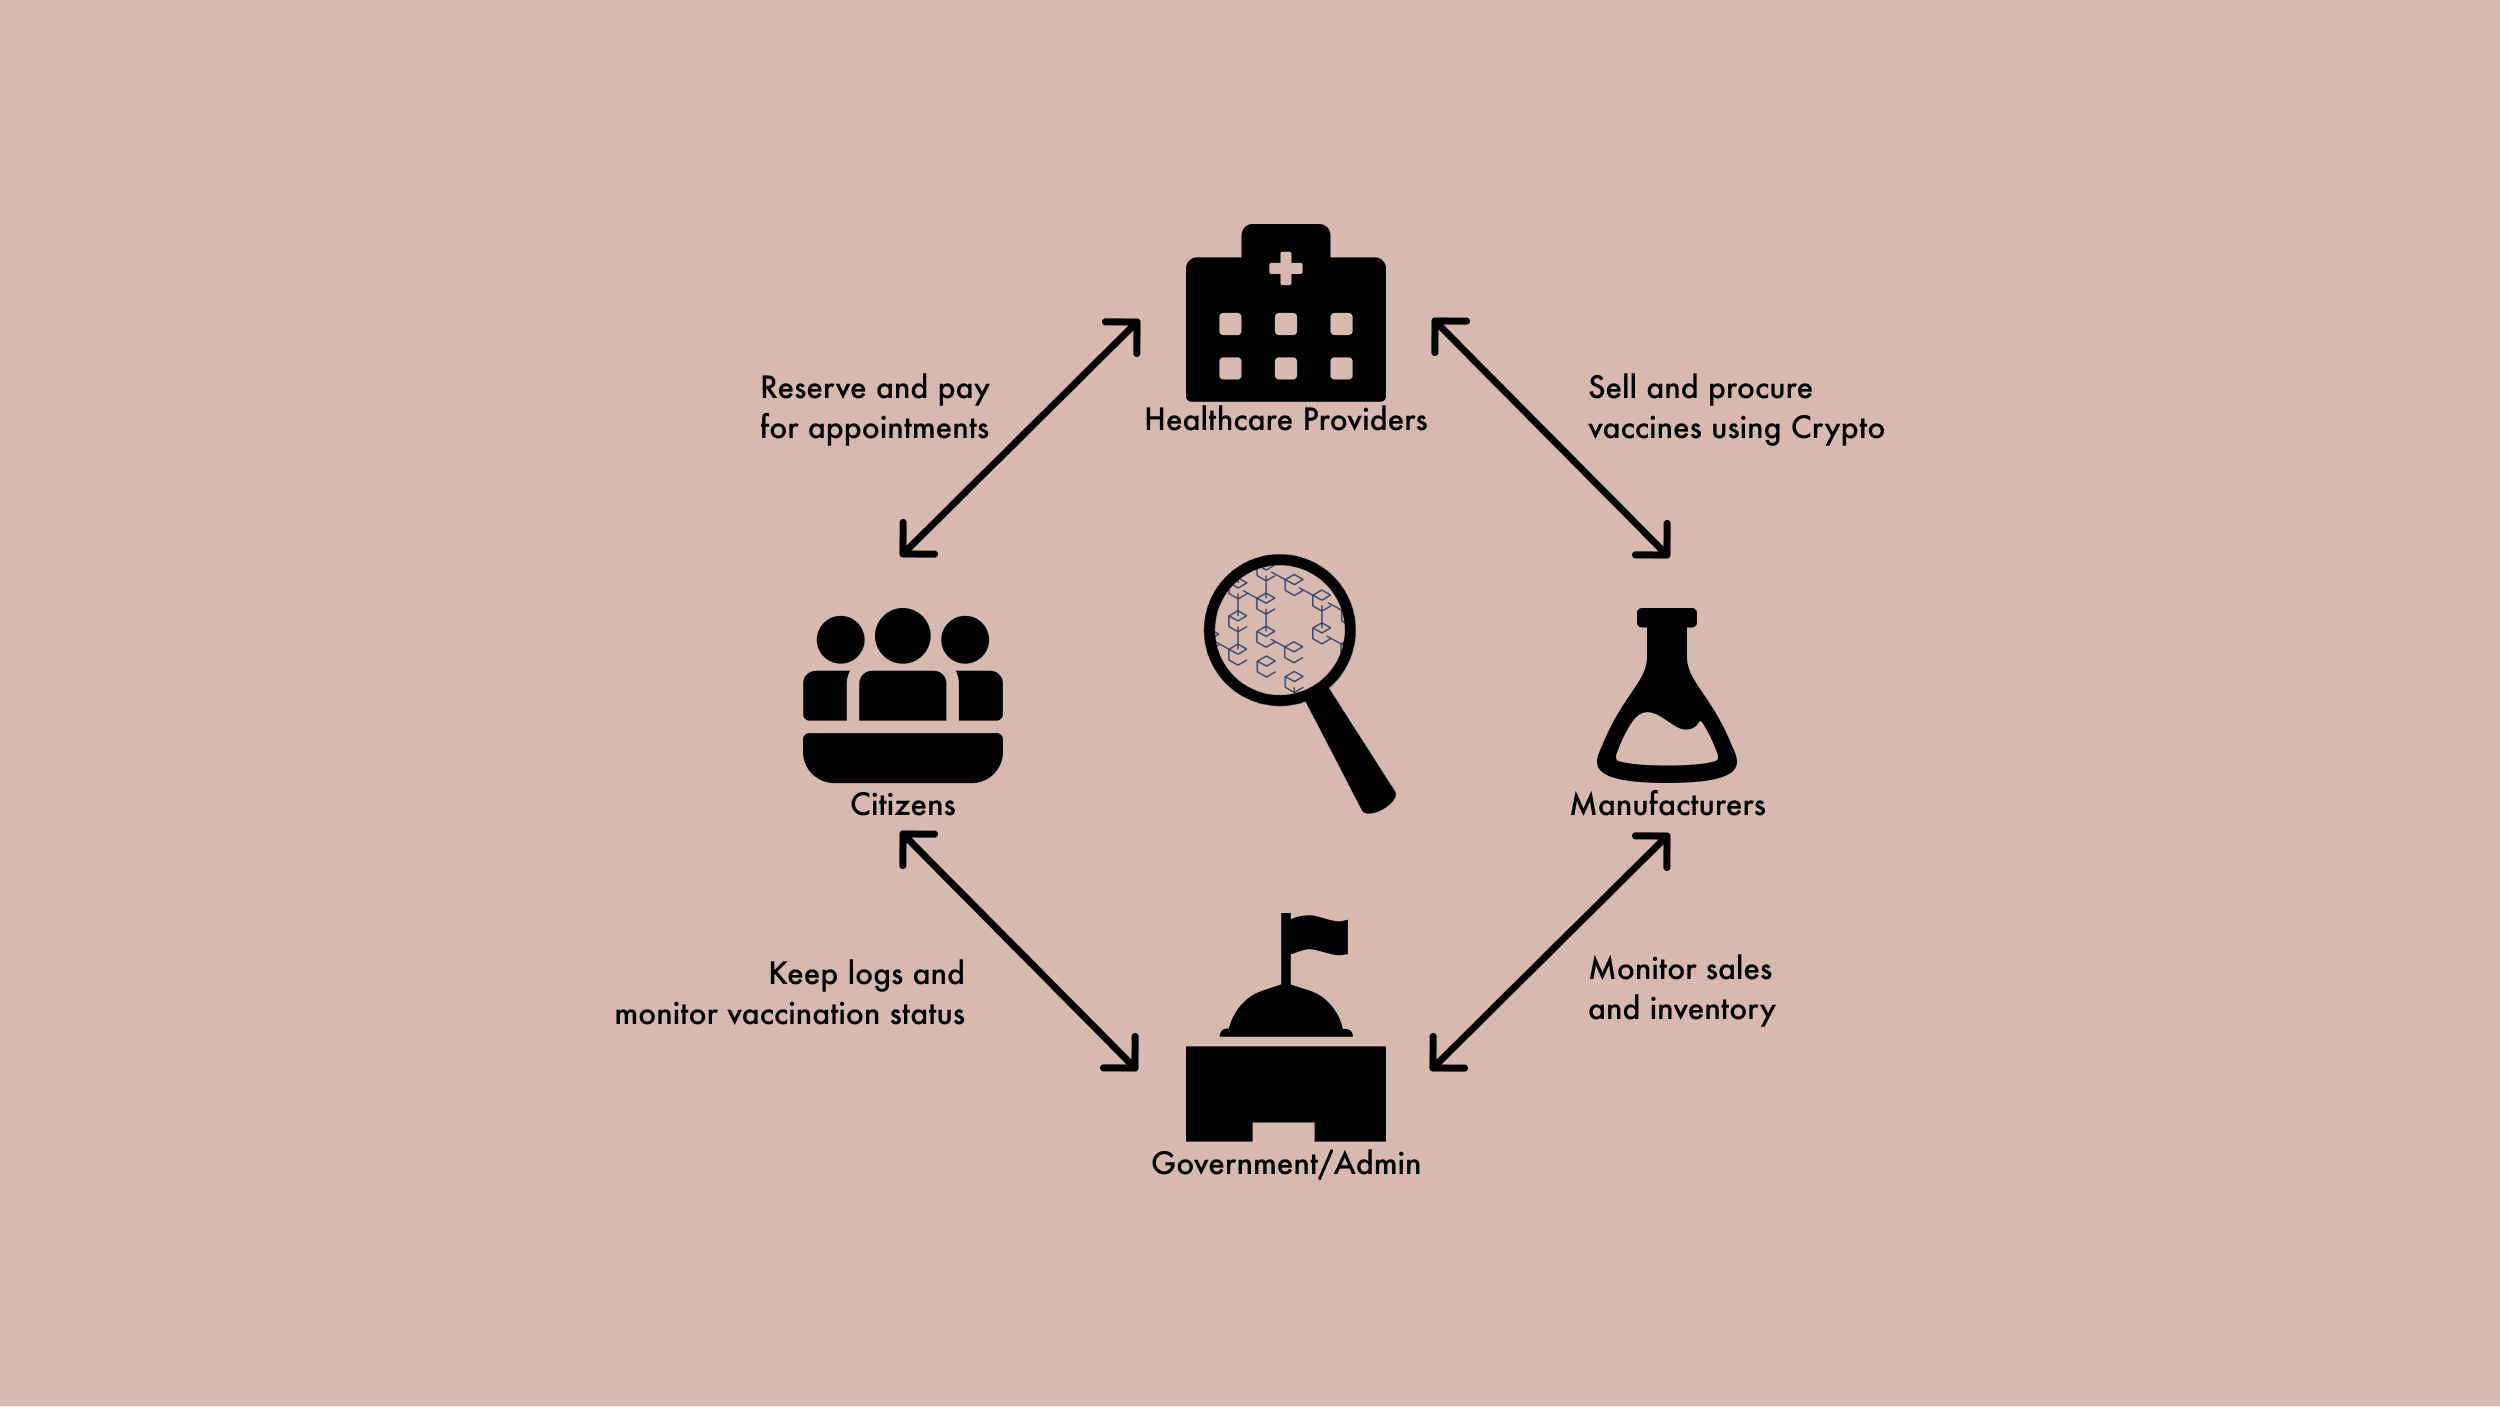 Healthcare Providers
Reserve and pay
for appointments
Sell and procure
vaccines using Crypto
Citizens
Manufacturers
Keep logs and
monitor vaccination status
Monitor sales
and inventory
Government/Admin